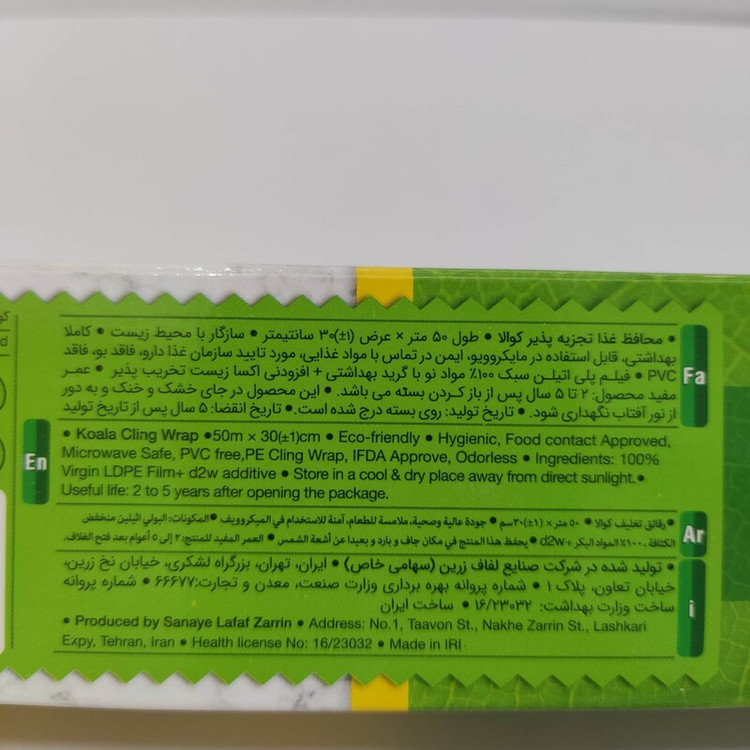 • محافظ غذا تجزیه پذیر کوالا • طول ۵۰ متر × عرض (±۱)۳۰ سانتیمتر • سازگار با محیط زیست • کاملا
بهداشتی، قابل استفاده در مایکروویو، ایمن در تماس با مواد غذایی، مورد تایید سازمان غذا دارو، فاقد بو، فاقد
PVC • فیلم پلی اتیلن سبک ۱۰۰٪ مواد نو با گرید بهداشتی + افزودنی اکسا زیست تخریب پذیر • عمر
مفید محصول: ۲ تا ۵ سال پس از باز کردن بسته می باشد. • این محصول در جای خشک و خنک و به دور
از نور آفتاب نگهداری شود. • تاریخ تولید: روی بسته درج شده است. • تاریخ انقضا: ۵ سال پس از تاریخ تولید
Fa
• Koala Cling Wrap •50m × 30(±1)cm • Eco-friendly • Hygienic, Food contact Approved,
Microwave Safe, PVC free,PE Cling Wrap, IFDA Approve, Odorless • Ingredients: 100%
Virgin LDPE Film+ d2w additive • Store in a cool & dry place away from direct sunlight.•
Useful life: 2 to 5 years after opening the package.
En
• رقائق تغليف كوالا • ۵۰ متر × (±۱)۳۰سم • جودة عالية وصحية، ملامسة للطعام، آمنة للاستخدام في الميكروويف • المكونات: البولي اثيلين منخفض
الكثافة ۱۰۰٪ المواد البكر +d2w • يحفظ هذا المنتج في مكان جاف و بارد و بعيدا عن أشعة الشمس • العمر المفيد للمنتج: ۲ إلى ۵ أعوام بعد فتح الغلاف.
Ar
• تولید شده در شرکت صنایع لفاف زرین (سهامی خاص) • ایران، تهران، بزرگراه لشکری، خیابان نخ زرین،
خیابان تعاون، پلاک ۱ • شماره پروانه بهره برداری وزارت صنعت، معدن و تجارت:۶۶۶۷۷ • شماره پروانه
ساخت وزارت بهداشت: ۱۶/۲۳۰۳۲ • ساخت ایران
i
• Produced by Sanaye Lafaf Zarrin • Address: No.1, Taavon St., Nakhe Zarrin St., Lashkari
Expy, Tehran, Iran • Health license No: 16/23032 • Made in IRI